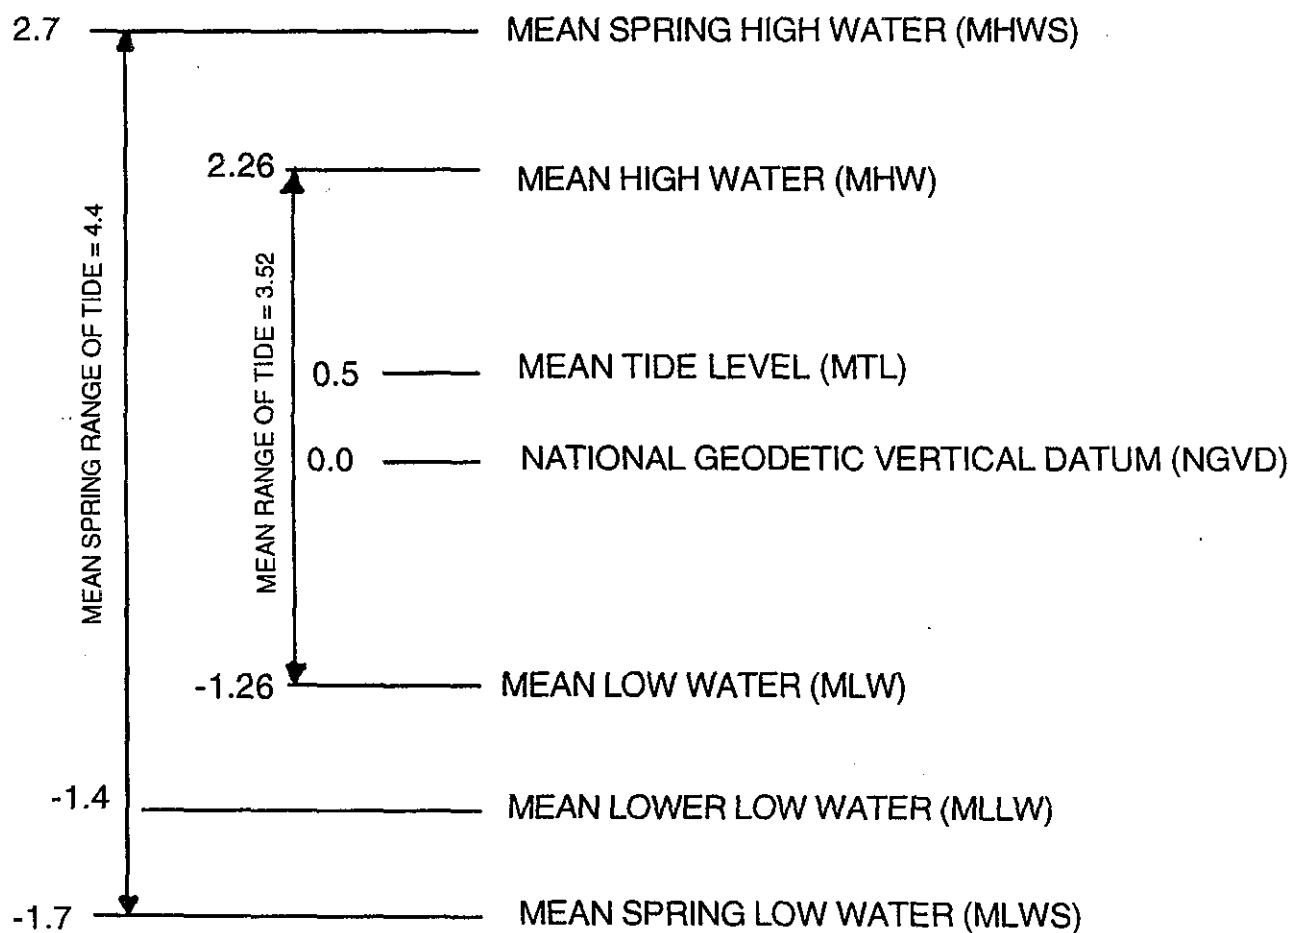 2.7 MEAN SPRING HIGH WATER (MHWS)
2.26 MEAN HIGH WATER (MHW)
MEAN SPRING RANGE OF TIDE = 4.4
MEAN RANGE OF TIDE = 3.52
0.5 MEAN TIDE LEVEL (MTL)
0.0 NATIONAL GEODETIC VERTICAL DATUM (NGVD)
-1.26 MEAN LOW WATER (MLW)
-1.4 MEAN LOWER LOW WATER (MLLW)
-1.7 MEAN SPRING LOW WATER (MLWS)